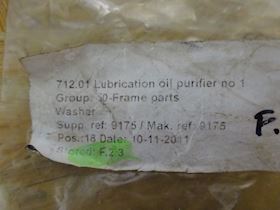 712.01 Lubrication oil purifier no 1
Group: 50-Frame parts
Washer
Supp. ref: 9175 / Mak. ref: 9175
Pos.:18 Date: 10-11-2011
Stored: F.2.3
F.